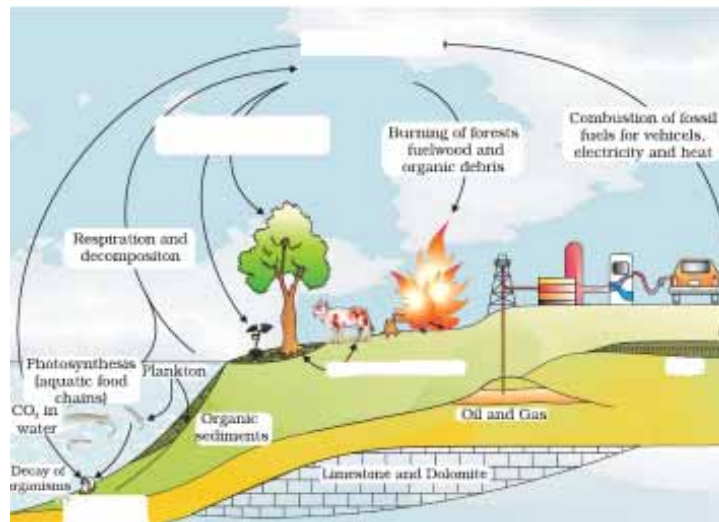 Burning of forests
fuelwood and
organic debris
Combustion of fossil
fuels for vehicels,
electricity and heat
Respiration and
decompositon
Photosynthesis
(aquatic food
chains)
Plankton
CO₂ in
water
Organic
sediments
Oil and Gas
Decay of
organisms
Limestone and Dolomite